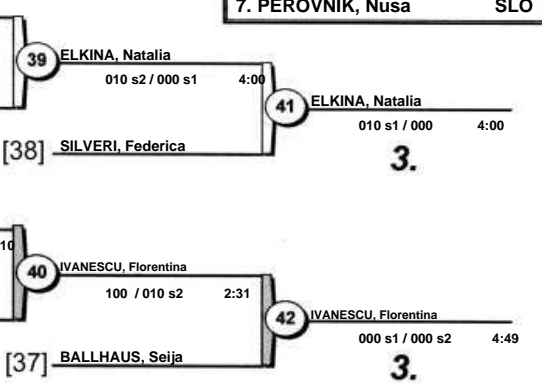 7. PEROVNIK, Nusa SLO
39 ELKINA, Natalia
010 s2 / 000 s1 4:00
41 ELKINA, Natalia
010 s1 / 000 4:00
[38] SILVERI, Federica
3.
10
40 IVANESCU, Florentina
100 / 010 s2 2:31
42 IVANESCU, Florentina
000 s1 / 000 s2 4:49
[37] BALLHAUS, Seija
3.